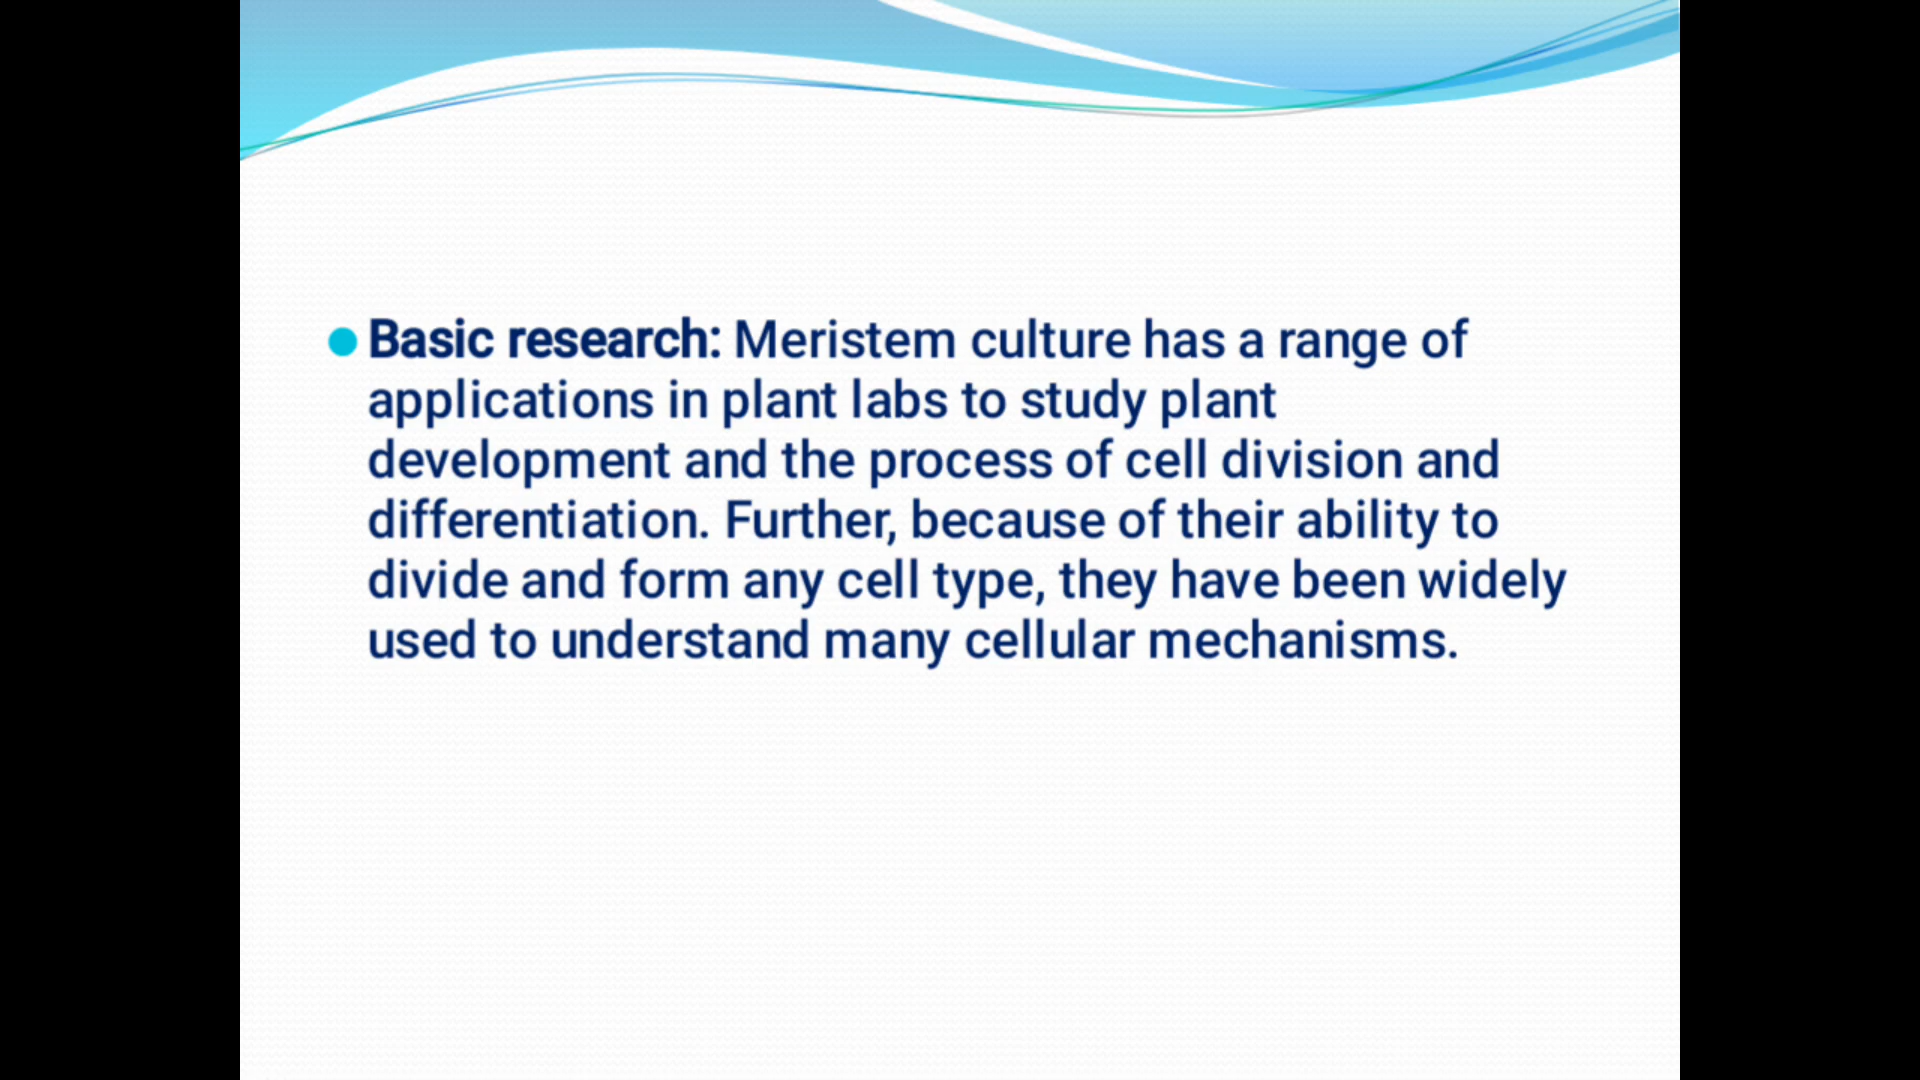 Basic research: Meristem culture has a range of
applications in plant labs to study plant
development and the process of cell division and
differentiation. Further, because of their ability to
divide and form any cell type, they have been widely
used to understand many cellular mechanisms.